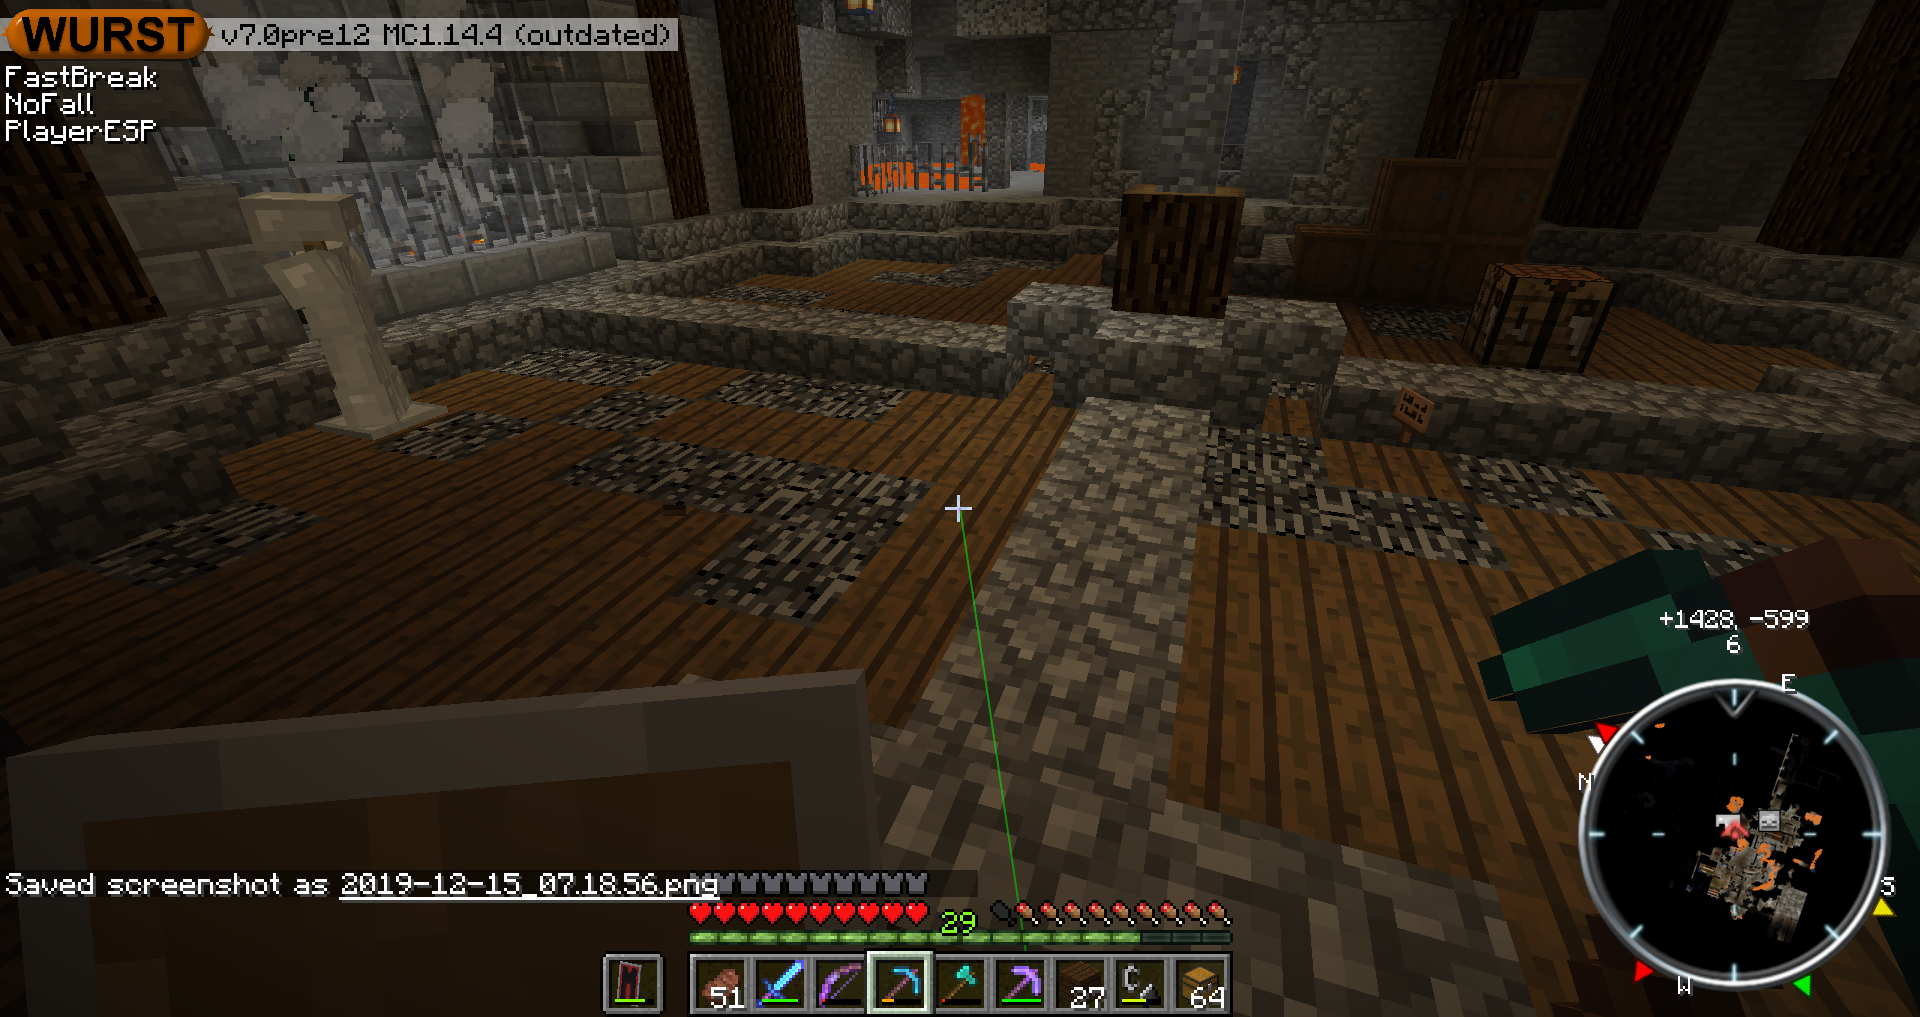 WURST v7.0pre12 MC1.14.4 (outdated)
FastBreak
NoFall
PlayerESP
+1428, -599
6
E
N
S
W
Saved screenshot as 2019-12-15_07.18.56.png
29
51
27
64